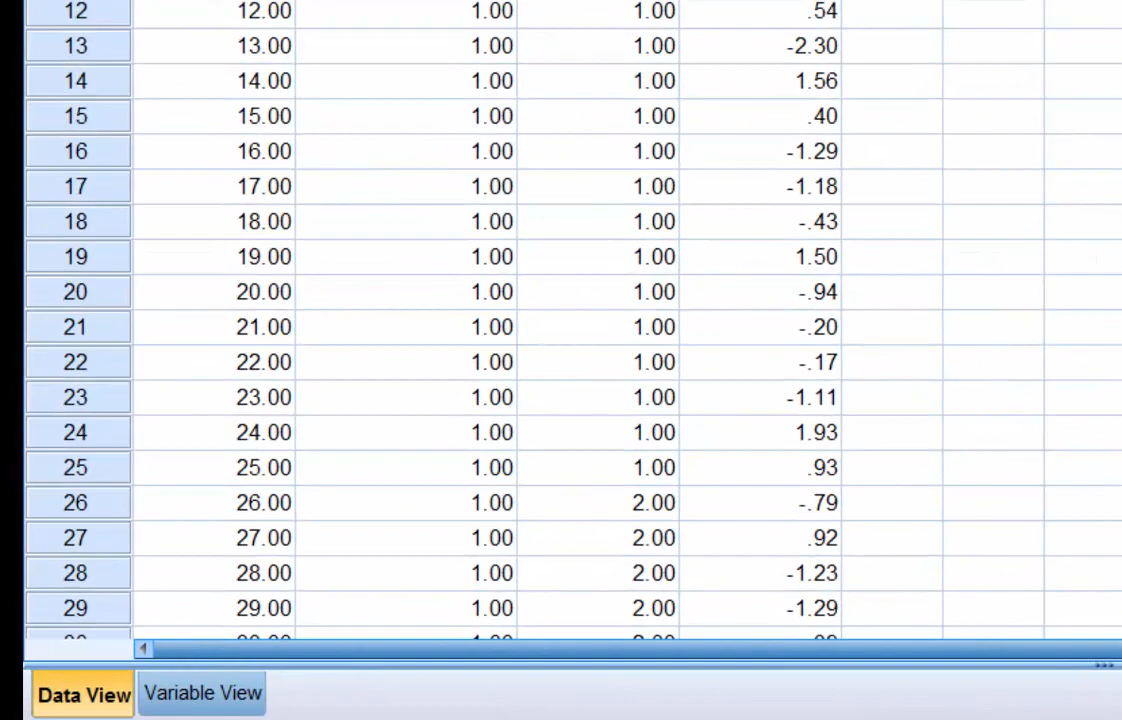 12 12.00 1.00 1.00 .54
13 13.00 1.00 1.00 -2.30
14 14.00 1.00 1.00 1.56
15 15.00 1.00 1.00 .40
16 16.00 1.00 1.00 -1.29
17 17.00 1.00 1.00 -1.18
18 18.00 1.00 1.00 -.43
19 19.00 1.00 1.00 1.50
20 20.00 1.00 1.00 -.94
21 21.00 1.00 1.00 -.20
22 22.00 1.00 1.00 -.17
23 23.00 1.00 1.00 -1.11
24 24.00 1.00 1.00 1.93
25 25.00 1.00 1.00 .93
26 26.00 1.00 2.00 -.79
27 27.00 1.00 2.00 .92
28 28.00 1.00 2.00 -1.23
29 29.00 1.00 2.00 -1.29
Data View Variable View